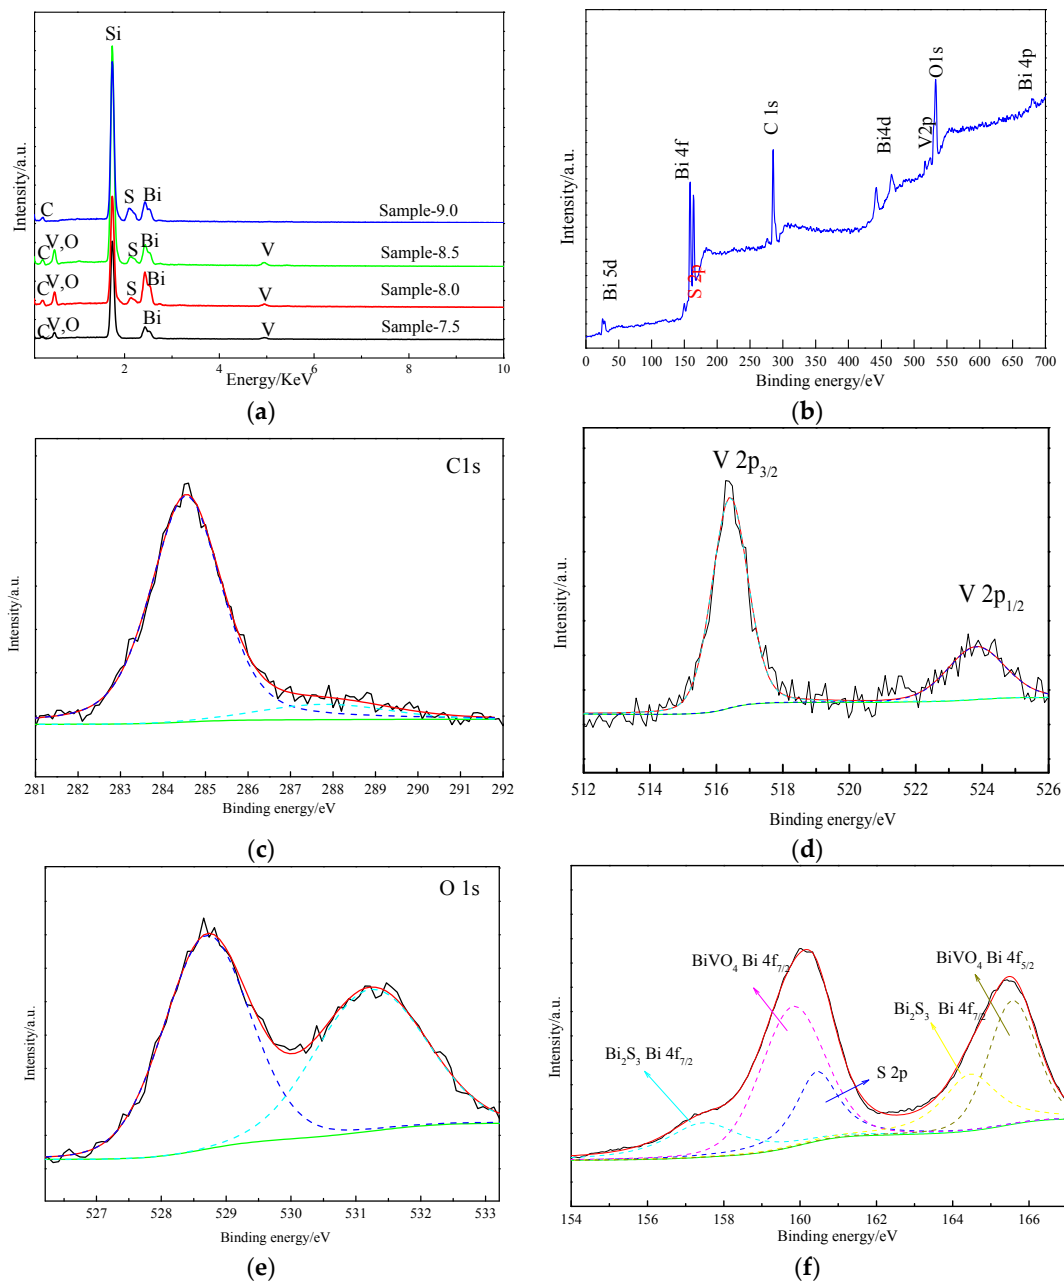 Si
S
Bi
C
Sample-9.0
V,O
C
S
Bi
V
Sample-8.5
V,O
C
S
Bi
V
Sample-8.0
V,O
C
Bi
V
Sample-7.5
Intensity/a.u.
2 4 6 8 10
Energy/KeV
(a)
Bi 5d
Bi 4f
S 2p
C 1s
Bi4d
V2p
O1s
Bi 4p
Intensity/a.u.
0 50 100 150 200 250 300 350 400 450 500 550 600 650 700
Binding energy/eV
(b)
C1s
Intensity/a.u.
281 282 283 284 285 286 287 288 289 290 291 292
Binding energy/eV
(c)
V 2p3/2
V 2p1/2
Intensity/a.u.
512 514 516 518 520 522 524 526
Binding energy/eV
(d)
O 1s
Intensity/a.u.
527 528 529 530 531 532 533
Binding energy/eV
(e)
BiVO4 Bi 4f7/2
BiVO4 Bi 4f5/2
Bi2S3 Bi 4f7/2
Bi2S3 Bi 4f7/2
S 2p
Intensity/a.u.
154 156 158 160 162 164 166
Binding energy/eV
(f)